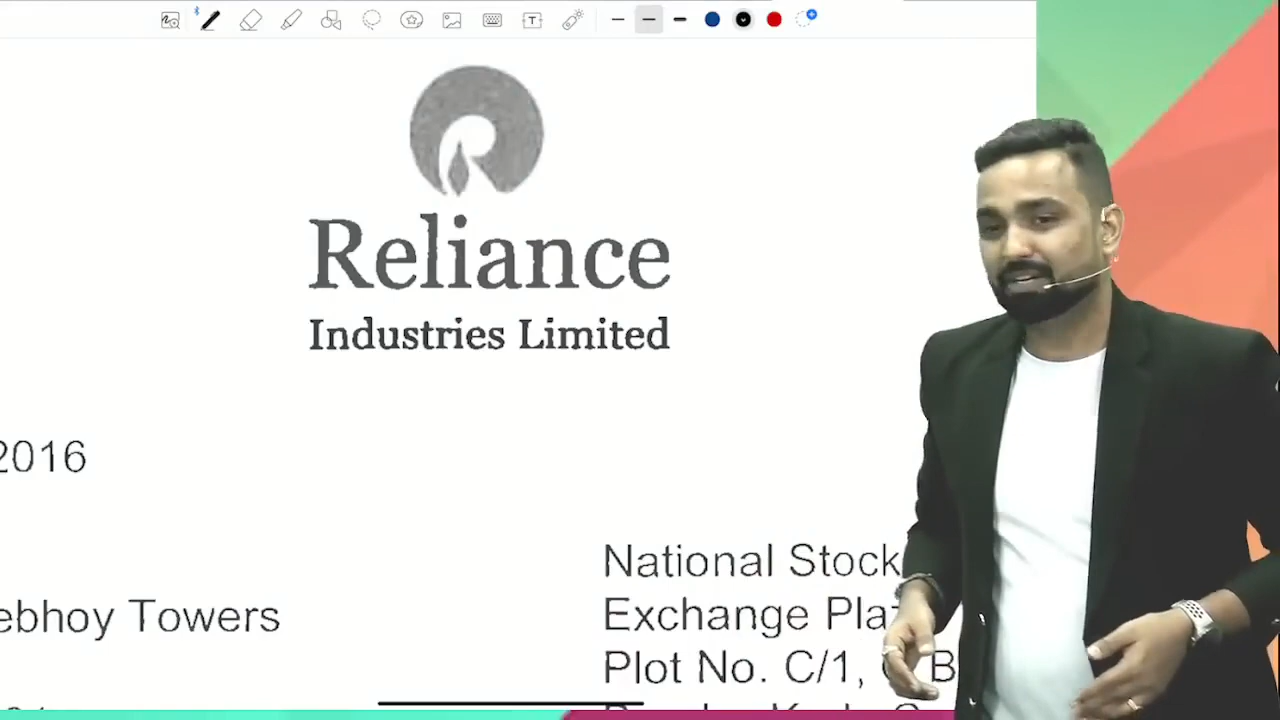 Reliance
Industries Limited
2016
National Stock
ebhoy Towers
Exchange Pla
Plot No. C/1,
B